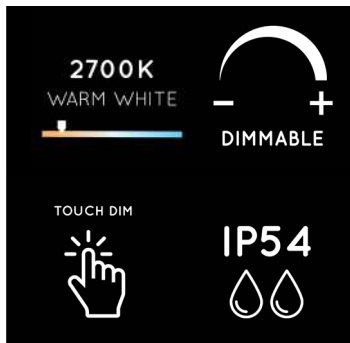 2700K
WARM WHITE
− +
DIMMABLE
TOUCH DIM
IP54